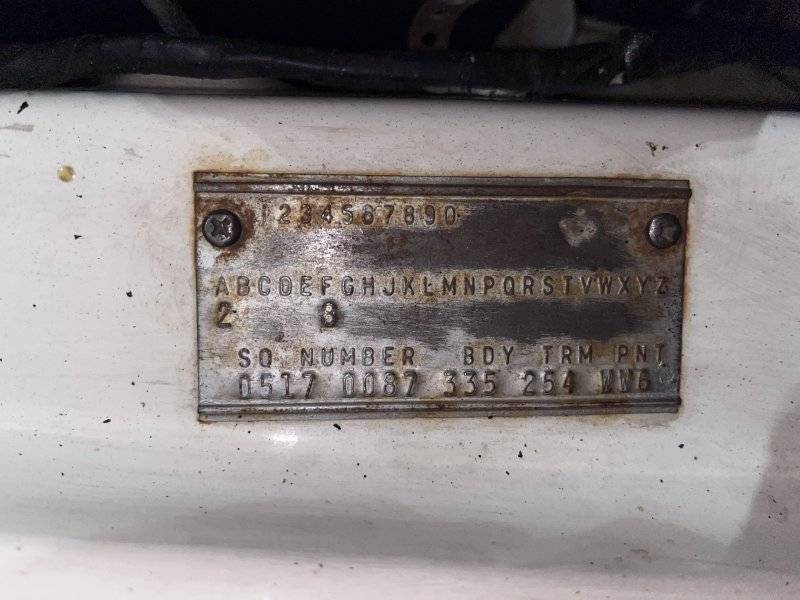 1234567890
ABCDEFGHJKLMNPQRSTVWXYZ
2 8
SO NUMBER BDY TRM PNT
0517 0087 335 254 WW6